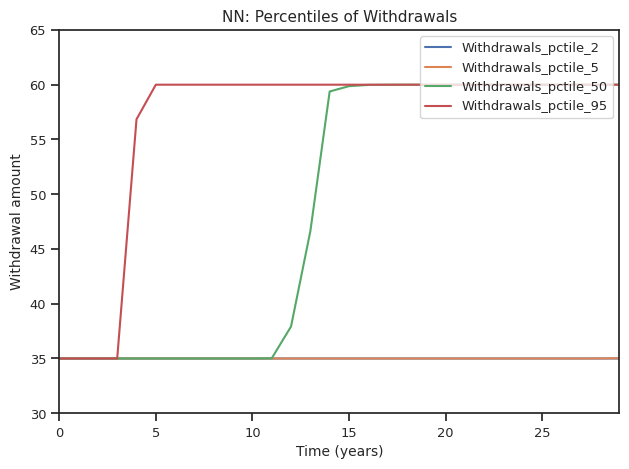 NN: Percentiles of Withdrawals
65
60
55
50
45
40
35
30
Withdrawal amount
Withdrawals_pctile_2
Withdrawals_pctile_5
Withdrawals_pctile_50
Withdrawals_pctile_95
0 5 10 15 20 25
Time (years)